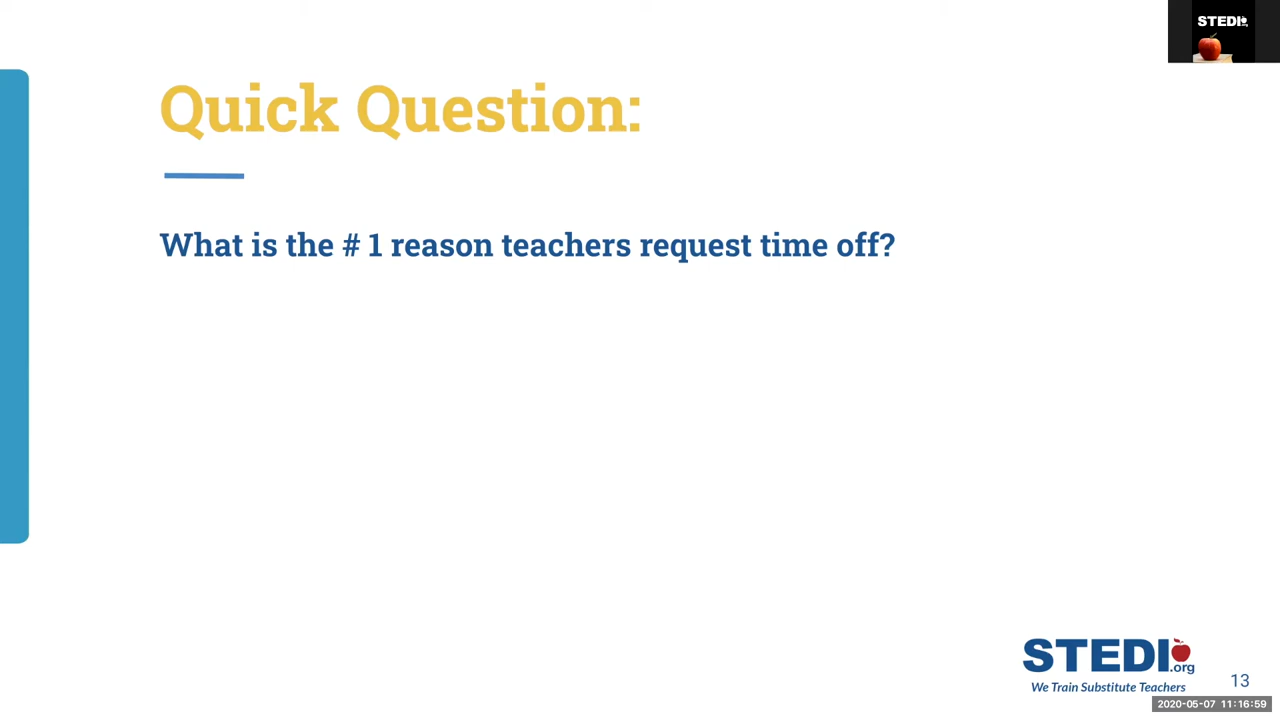 STEDI
Quick Question:
What is the # 1 reason teachers request time off?
STEDI.org
We Train Substitute Teachers
13
2020-05-07 11:16:59